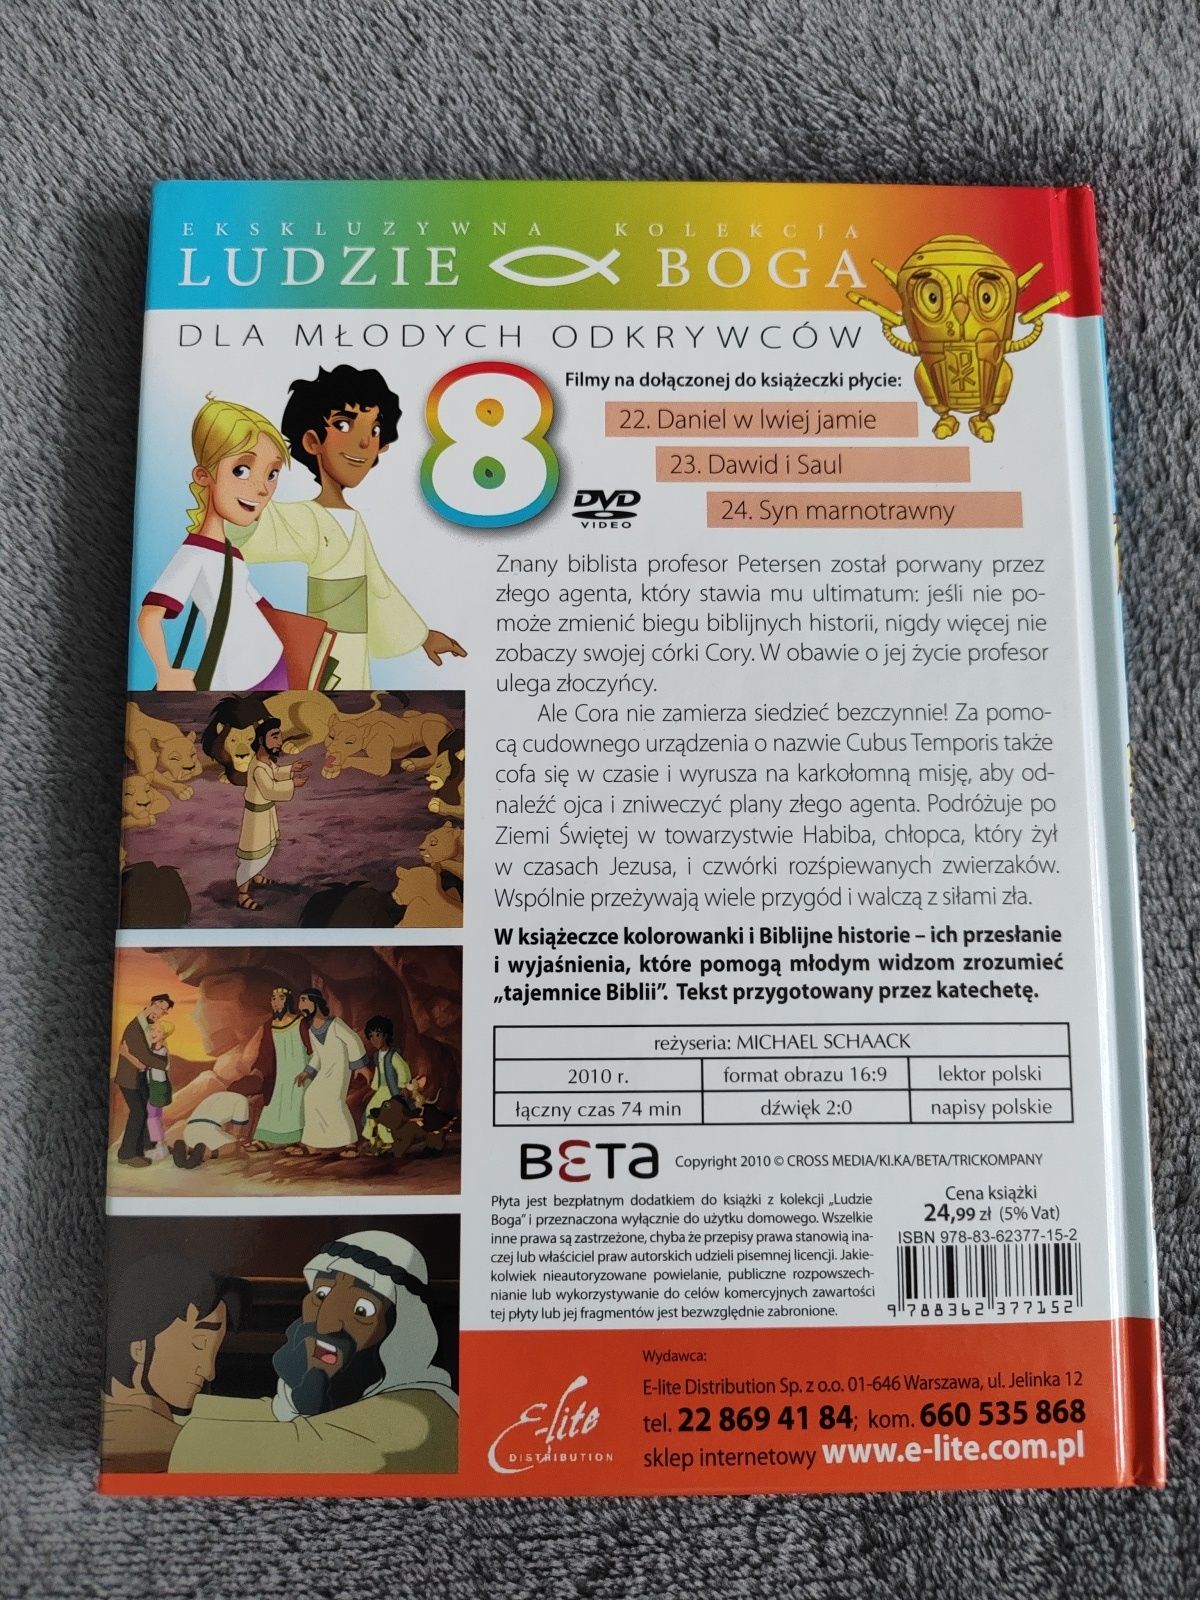 EKSKLUZYWNA KOLEKCJA
LUDZIE BOGA
DLA MŁODYCH ODKRYWCÓW
8
Filmy na dołączonej do książeczki płycie:
22. Daniel w lwiej jamie
23. Dawid i Saul
24. Syn marnotrawny
DVD
VIDEO
Znany biblista profesor Petersen został porwany przez
złego agenta, który stawia mu ultimatum: jeśli nie po-
może zmienić biegu biblijnych historii, nigdy więcej nie
zobaczy swojej córki Cory. W obawie o jej życie profesor
ulega złoczyńcy.
Ale Cora nie zamierza siedzieć bezczynnie! Za pomo-
cą cudownego urządzenia o nazwie Cubus Temporis także
cofa się w czasie i wyrusza na karkołomną misję, aby od-
naleźć ojca i zniweczyć plany złego agenta. Podróżuje po
Ziemi Świętej w towarzystwie Habiba, chłopca, który żył
w czasach Jezusa, i czwórki rozśpiewanych zwierzaków.
Wspólnie przeżywają wiele przygód i walczą z siłami zła.
W książeczce kolorowanki i Biblijne historie – ich przesłanie
i wyjaśnienia, które pomogą młodym widzom zrozumieć
„tajemnice Biblii". Tekst przygotowany przez katechetę.
reżyseria: MICHAEL SCHAACK
2010 r. format obrazu 16:9 lektor polski
łączny czas 74 min dźwięk 2:0 napisy polskie
BETA Copyright 2010 © CROSS MEDIA/KI.KA/BETA/TRICKOMPANY
Płyta jest bezpłatnym dodatkiem do książki z kolekcji „Ludzie
Boga" i przeznaczona wyłącznie do użytku domowego. Wszelkie
inne prawa są zastrzeżone, chyba że przepisy prawa stanowią ina-
czej lub właściciel praw autorskich udzieli pisemnej licencji. Jakie-
kolwiek nieautoryzowane powielanie, publiczne rozpowszech-
nianie lub wykorzystywanie do celów komercyjnych zawartości
tej płyty lub jej fragmentów jest bezwzględnie zabronione.
Cena książki
24,99 zł (5% Vat)
ISBN 978-83-62377-15-2
9 788362 377152
E-lite
DISTRIBUTION
Wydawca:
E-lite Distribution Sp. z o.o. 01-646 Warszawa, ul. Jelinka 12
tel. 22 869 41 84; kom. 660 535 868
sklep internetowy www.e-lite.com.pl